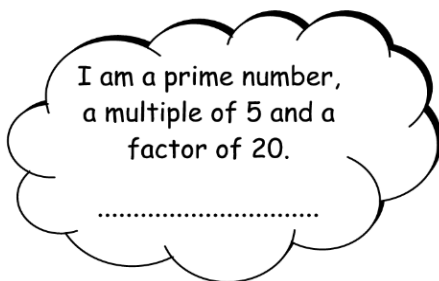 I am a prime number,
a multiple of 5 and a
factor of 20.
...............................